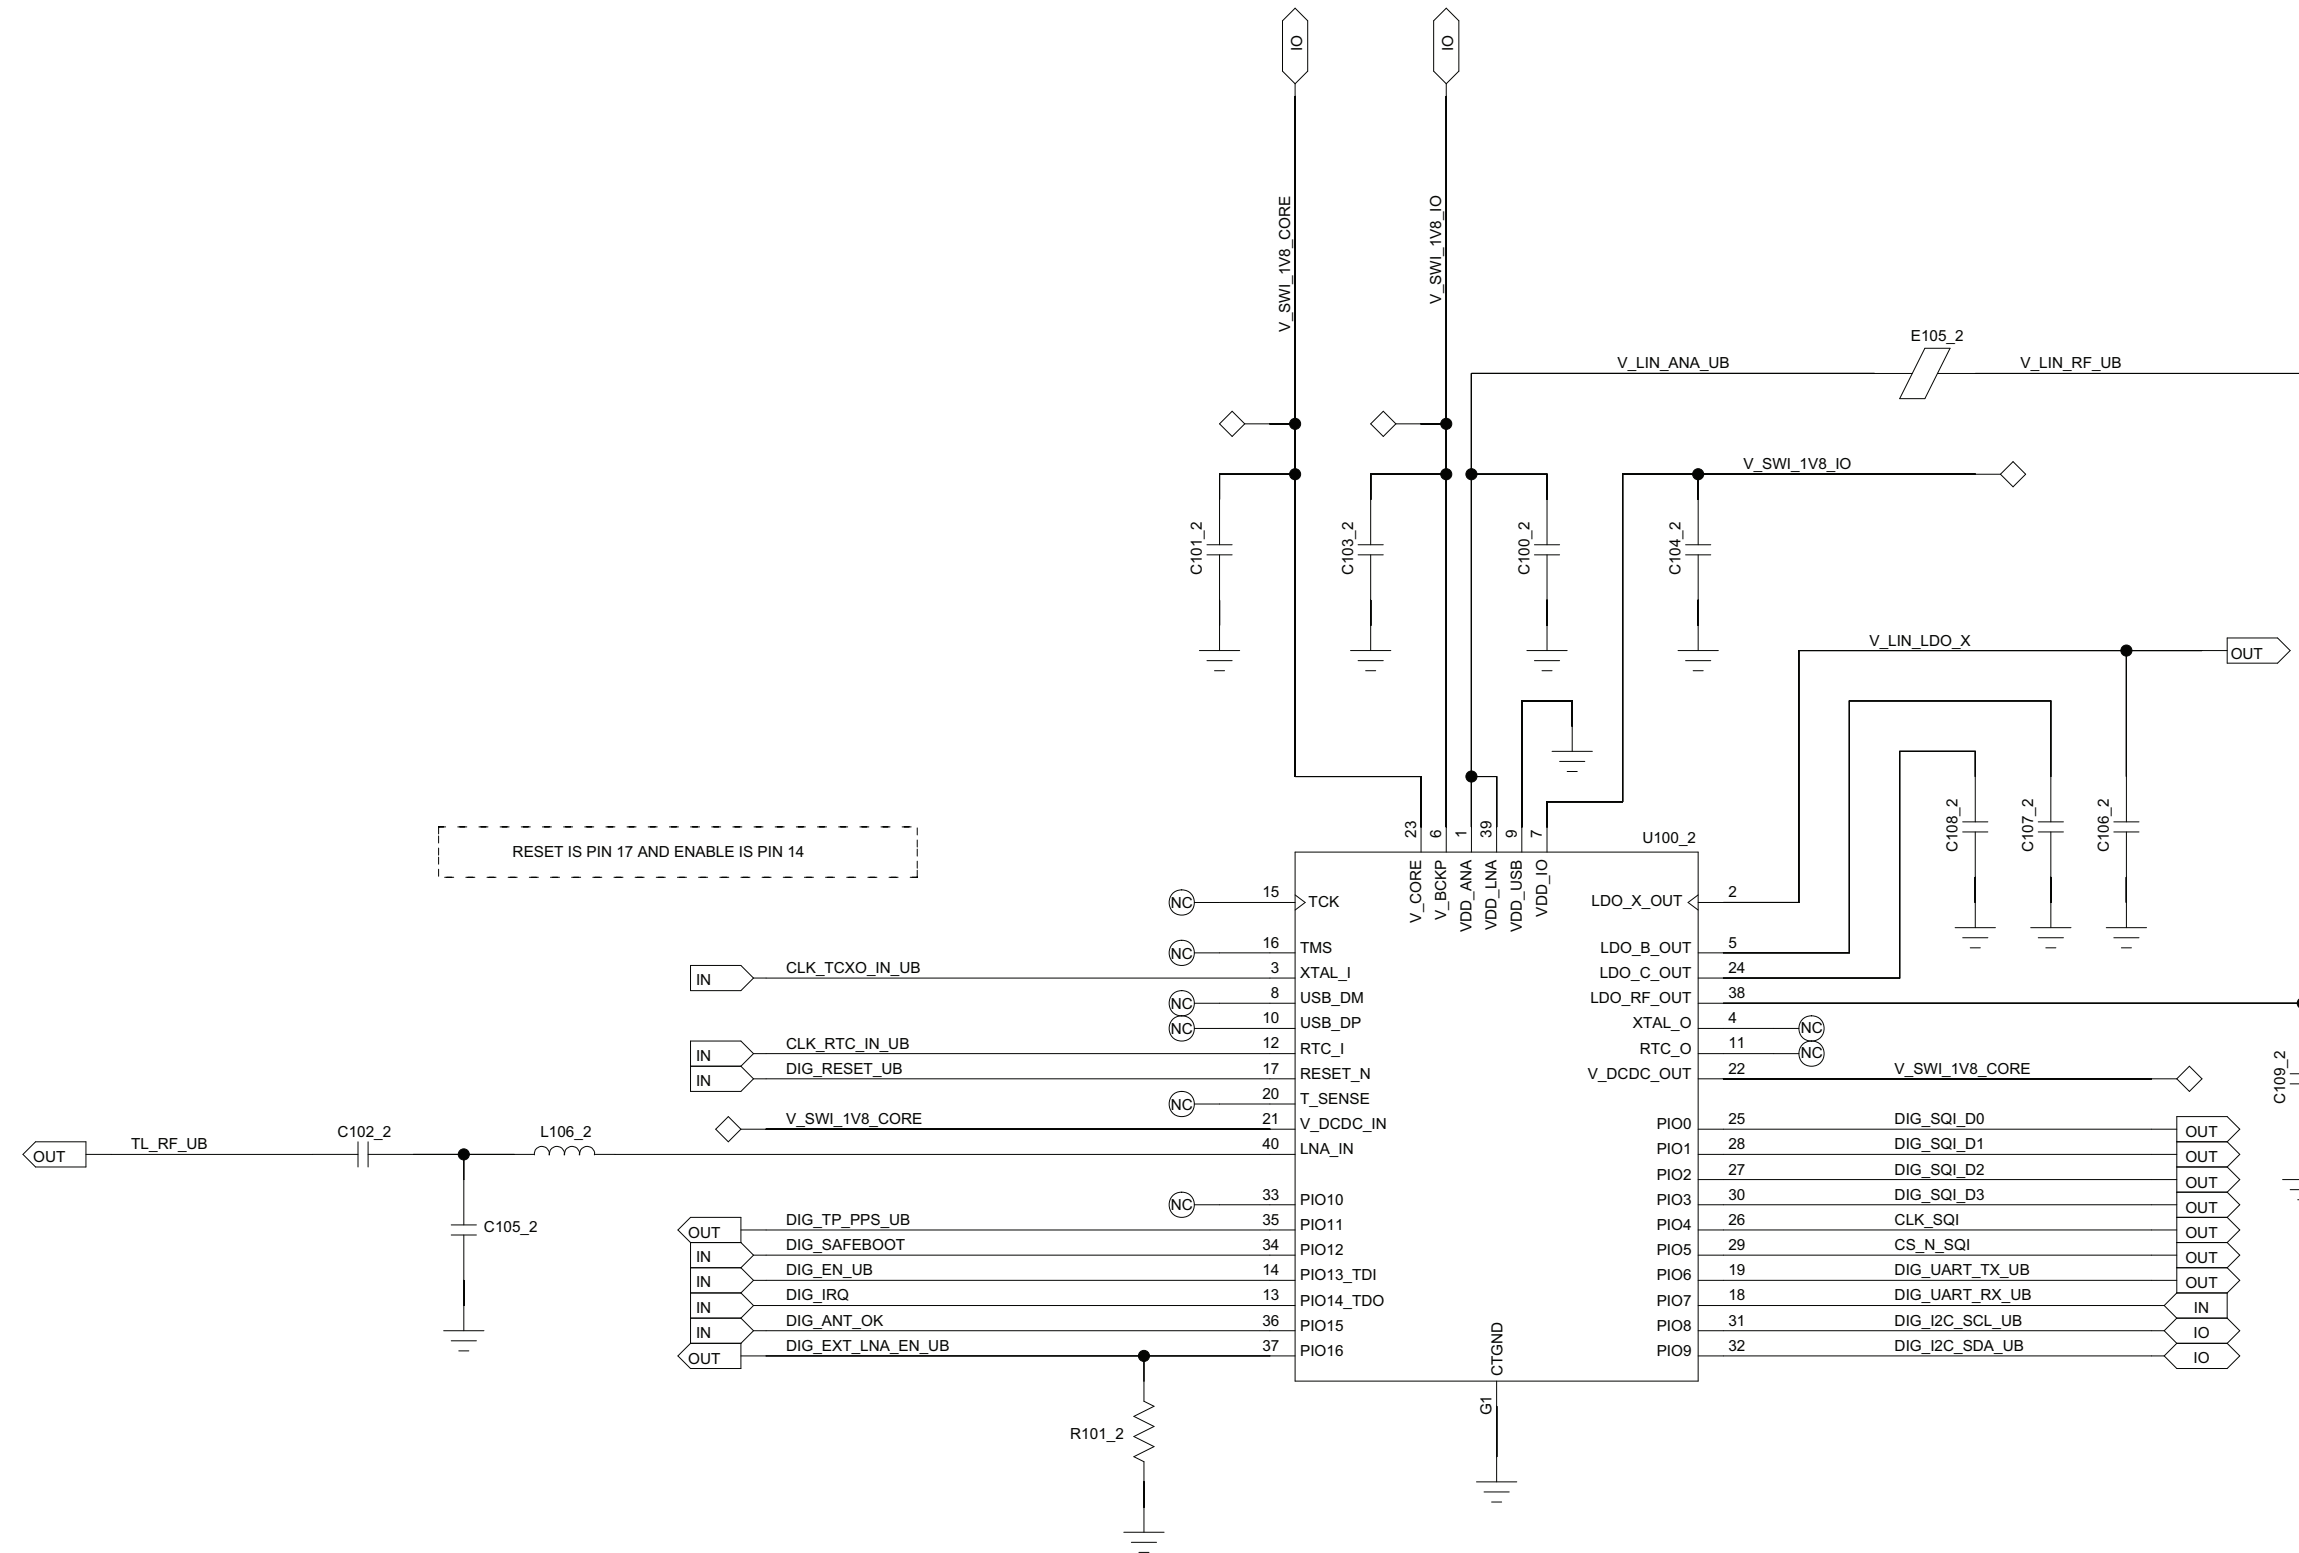 IO
IO
V_SWI_1V8_CORE
V_SWI_1V8_IO
E105_2
V_LIN_ANA_UB
V_LIN_RF_UB
V_SWI_1V8_IO
C101_2
C103_2
C100_2
C104_2
V_LIN_LDO_X
OUT
C108_2
C107_2
C106_2
RESET IS PIN 17 AND ENABLE IS PIN 14
U100_2
23 V_CORE
6 V_BCKP
1 VDD_ANA
39 VDD_LNA
9 VDD_USB
7 VDD_IO
NC 15 TCK
NC 16 TMS
IN CLK_TCXO_IN_UB 3 XTAL_I
NC 8 USB_DM
NC 10 USB_DP
IN CLK_RTC_IN_UB 12 RTC_I
IN DIG_RESET_UB 17 RESET_N
NC 20 T_SENSE
V_SWI_1V8_CORE 21 V_DCDC_IN
OUT TL_RF_UB C102_2 L106_2 40 LNA_IN
C105_2
NC 33 PIO10
OUT DIG_TP_PPS_UB 35 PIO11
IN DIG_SAFEBOOT 34 PIO12
IN DIG_EN_UB 14 PIO13_TDI
IN DIG_IRQ 13 PIO14_TDO
IN DIG_ANT_OK 36 PIO15
OUT DIG_EXT_LNA_EN_UB 37 PIO16
R101_2
CTGND
G1
LDO_X_OUT 2
LDO_B_OUT 5
LDO_C_OUT 24
LDO_RF_OUT 38
XTAL_O 4 NC
RTC_O 11 NC
V_DCDC_OUT 22 V_SWI_1V8_CORE
C109_2
PIO0 25 DIG_SQI_D0 OUT
PIO1 28 DIG_SQI_D1 OUT
PIO2 27 DIG_SQI_D2 OUT
PIO3 30 DIG_SQI_D3 OUT
PIO4 26 CLK_SQI OUT
PIO5 29 CS_N_SQI OUT
PIO6 19 DIG_UART_TX_UB OUT
PIO7 18 DIG_UART_RX_UB IN
PIO8 31 DIG_I2C_SCL_UB IO
PIO9 32 DIG_I2C_SDA_UB IO